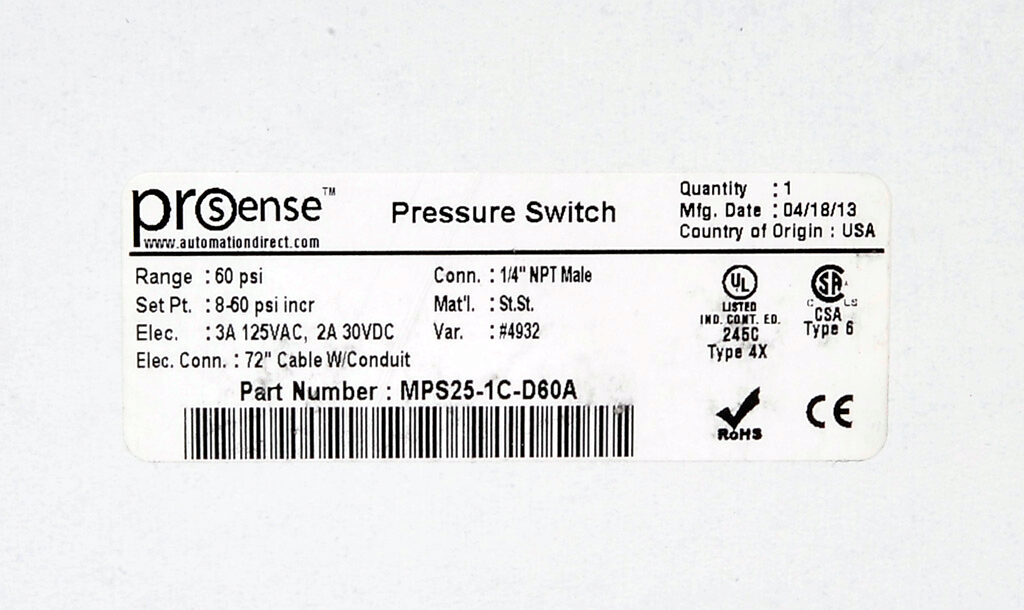 prosense™
www.automationdirect.com
Pressure Switch
Quantity : 1
Mfg. Date : 04/18/13
Country of Origin : USA
Range : 60 psi
Set Pt. : 8-60 psi incr
Elec. : 3A 125VAC, 2A 30VDC
Elec. Conn. : 72" Cable W/Conduit
Conn. : 1/4" NPT Male
Mat'l. : St.St.
Var. : #4932
Part Number : MPS25-1C-D60A
UL
LISTED
IND. CONT. EQ.
245C
Type 4X
SA
C US
CSA
Type 6
RoHS
CE